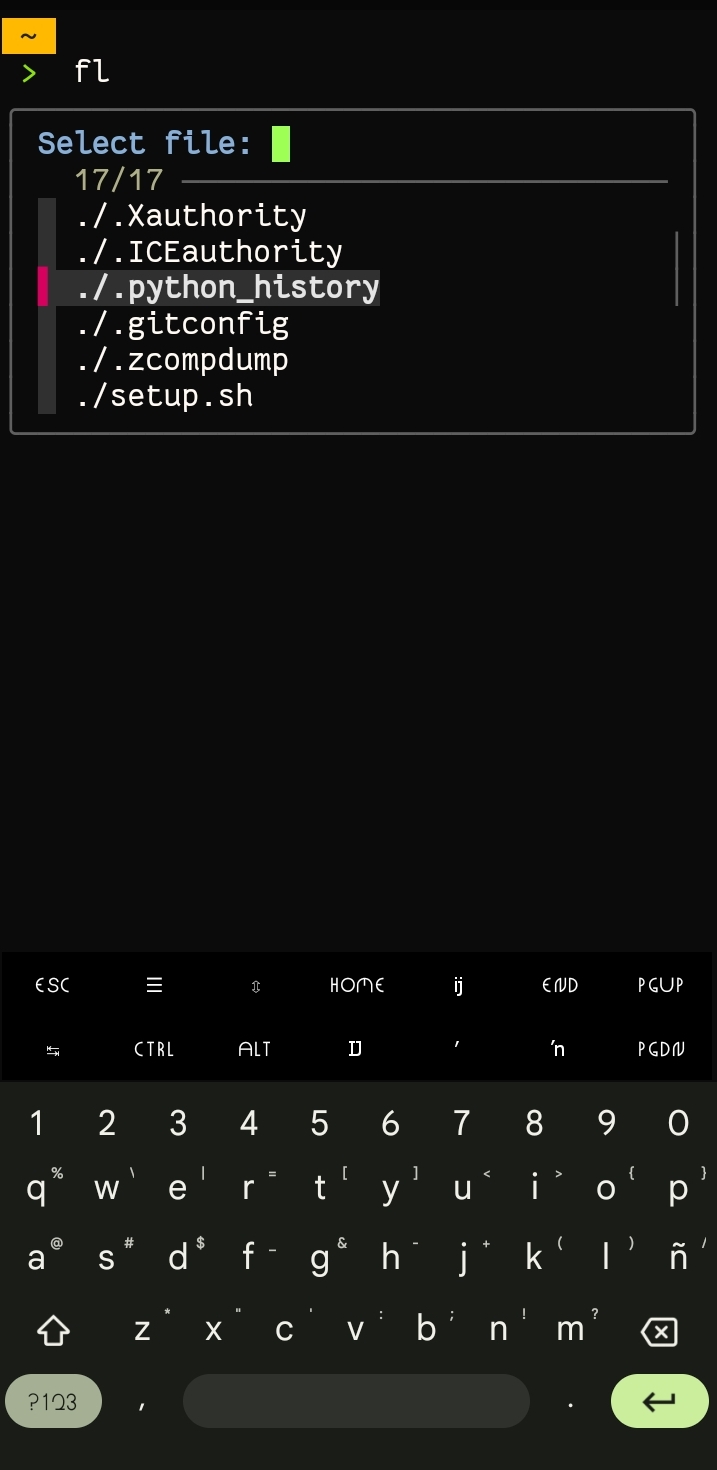 ~
> fl
Select file:
17/17
./.Xauthority
./.ICEauthority
./.python_history
./.gitconfig
./.zcompdump
./setup.sh
ESC ☰ ⇳ HOME ĳ END PGUP
↹ CTRL ALT Ĳ ′ ŉ PGDN
1 2 3 4 5 6 7 8 9 0
q % w \ e | r = t [ y ] u < i > o { p }
a @ s # d $ f _ g & h - j + k ( l ) ñ /
z * x " c ' v : b ; n ! m ?
?123 , .